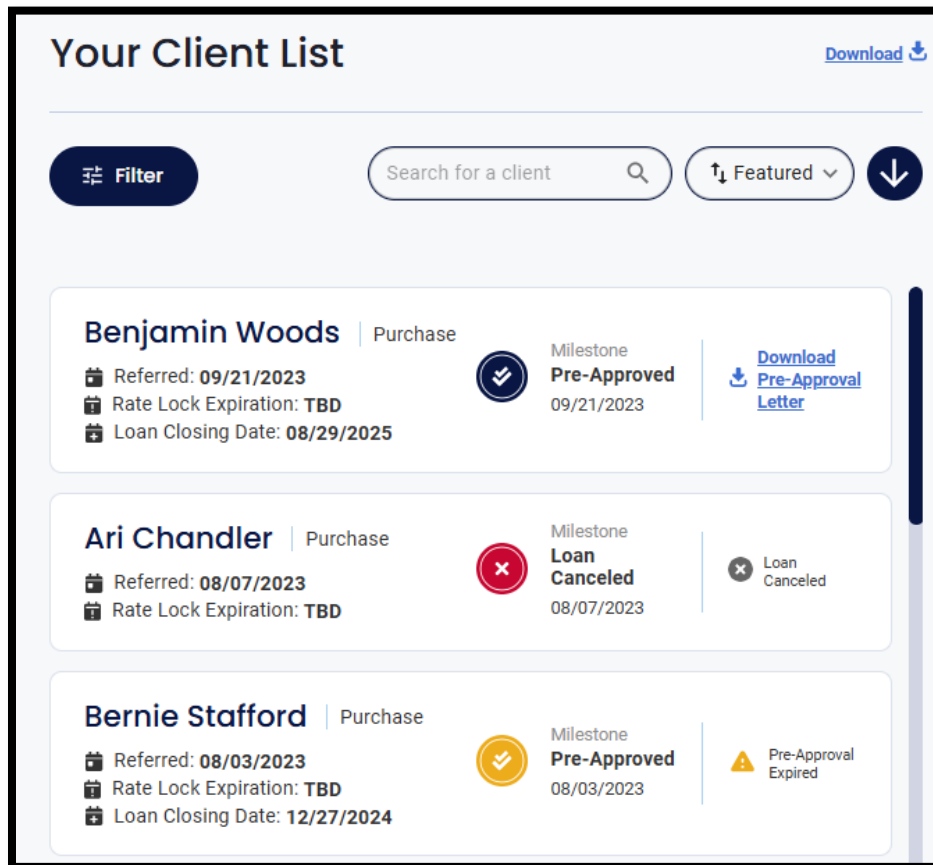 Your Client List
Download
Filter
Search for a client
Featured
Benjamin Woods
Purchase
Referred: 09/21/2023
Rate Lock Expiration: TBD
Loan Closing Date: 08/29/2025
Milestone
Pre-Approved
09/21/2023
Download
Pre-Approval
Letter
Ari Chandler
Purchase
Referred: 08/07/2023
Rate Lock Expiration: TBD
Milestone
Loan
Canceled
08/07/2023
Loan
Canceled
Bernie Stafford
Purchase
Referred: 08/03/2023
Rate Lock Expiration: TBD
Loan Closing Date: 12/27/2024
Milestone
Pre-Approved
08/03/2023
Pre-Approval
Expired